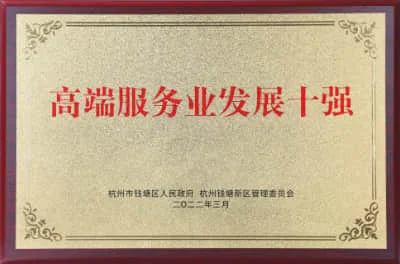 高端服务业发展十强
杭州市钱塘区人民政府 杭州钱塘新区管理委员会
二〇二二年三月